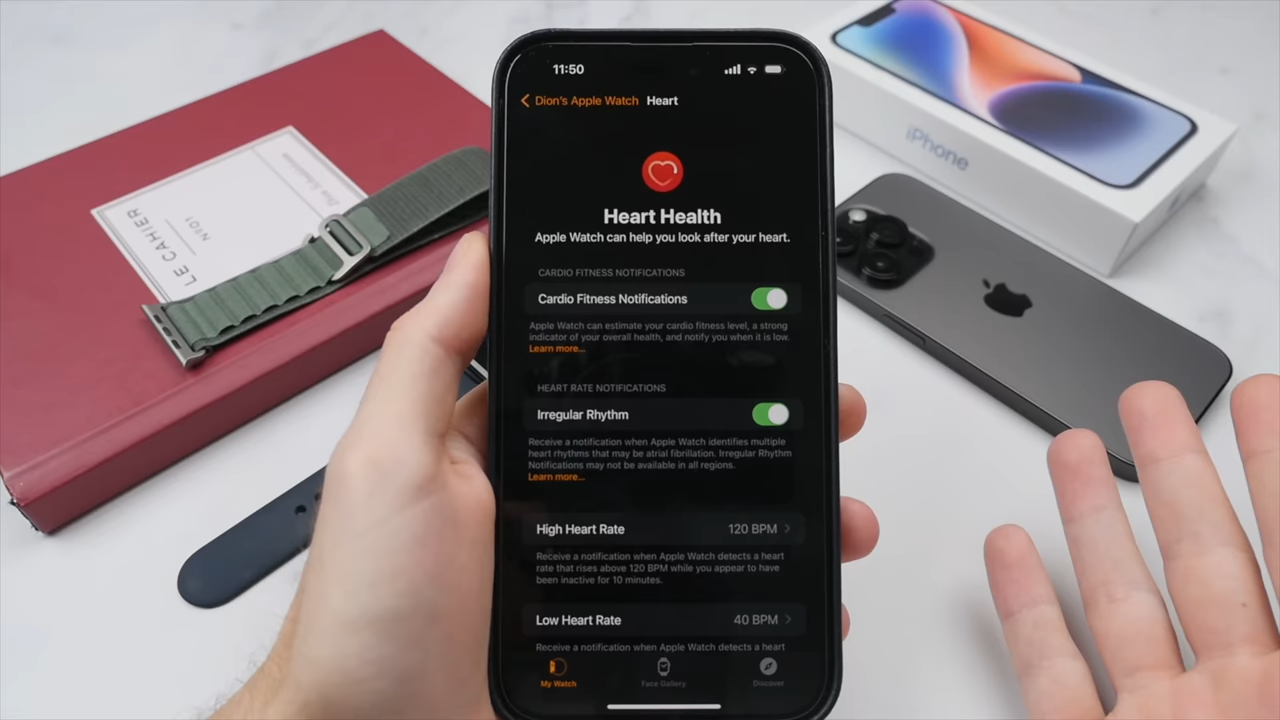 11:50
Dion's Apple Watch Heart
Heart Health
Apple Watch can help you look after your heart.
CARDIO FITNESS NOTIFICATIONS
Cardio Fitness Notifications
Apple Watch can estimate your cardio fitness level, a strong
indicator of your overall health, and notify you when it is low.
Learn more...
HEART RATE NOTIFICATIONS
Irregular Rhythm
Receive a notification when Apple Watch identifies multiple
heart rhythms that may be atrial fibrillation. Irregular Rhythm
Notifications may not be available in all regions.
Learn more...
High Heart Rate 120 BPM
Receive a notification when Apple Watch detects a heart
rate that rises above 120 BPM while you appear to have
been inactive for 10 minutes.
Low Heart Rate 40 BPM
Receive a notification when Apple Watch detects a heart
My Watch Face Gallery Discover
LE CAHIER
Nº01
iPhone